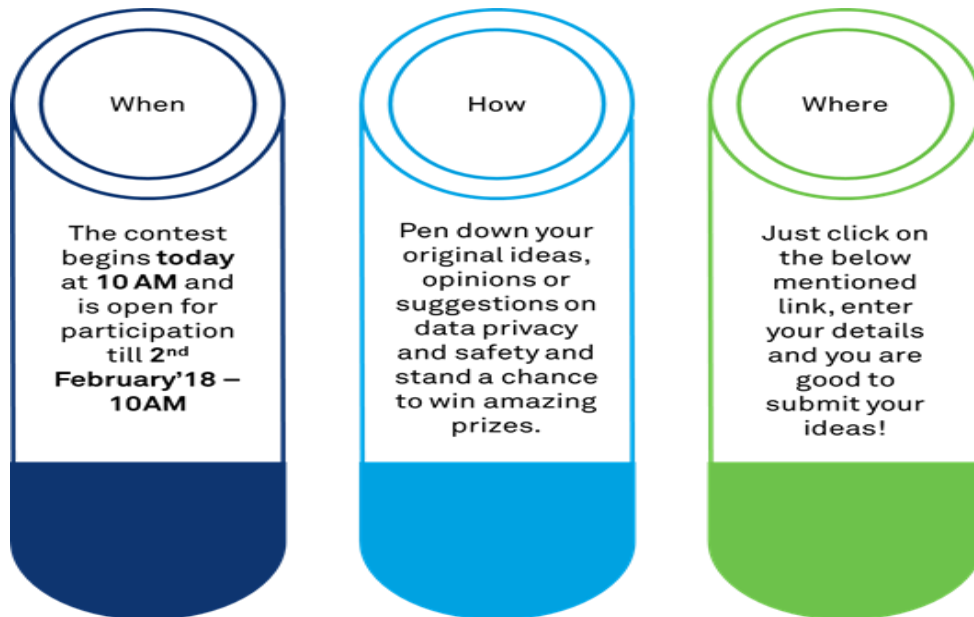 When
The contest
begins today
at 10 AM and
is open for
participation
till 2nd
February'18 –
10AM
How
Pen down your
original ideas,
opinions or
suggestions on
data privacy
and safety and
stand a chance
to win amazing
prizes.
Where
Just click on
the below
mentioned
link, enter
your details
and you are
good to
submit your
ideas!